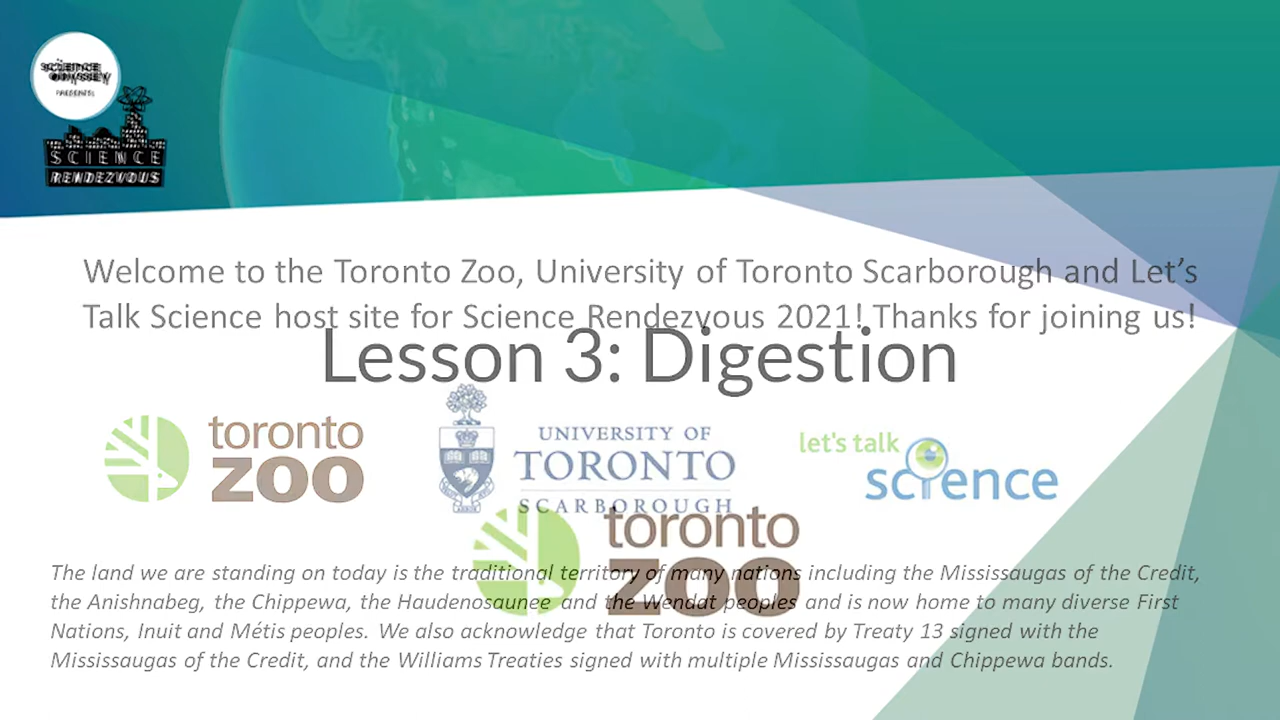 SCIENCE
ODYSSEY
PRESENTS:
SCIENCE
RENDEZVOUS
Welcome to the Toronto Zoo, University of Toronto Scarborough and Let’s
Talk Science host site for Science Rendezvous 2021! Thanks for joining us!
Lesson 3: Digestion
toronto
zoo
UNIVERSITY OF
TORONTO
SCARBOROUGH
let's talk
science
toronto
zoo
The land we are standing on today is the traditional territory of many nations including the Mississaugas of the Credit,
the Anishnabeg, the Chippewa, the Haudenosaunee and the Wendat peoples and is now home to many diverse First
Nations, Inuit and Métis peoples. We also acknowledge that Toronto is covered by Treaty 13 signed with the
Mississaugas of the Credit, and the Williams Treaties signed with multiple Mississaugas and Chippewa bands.